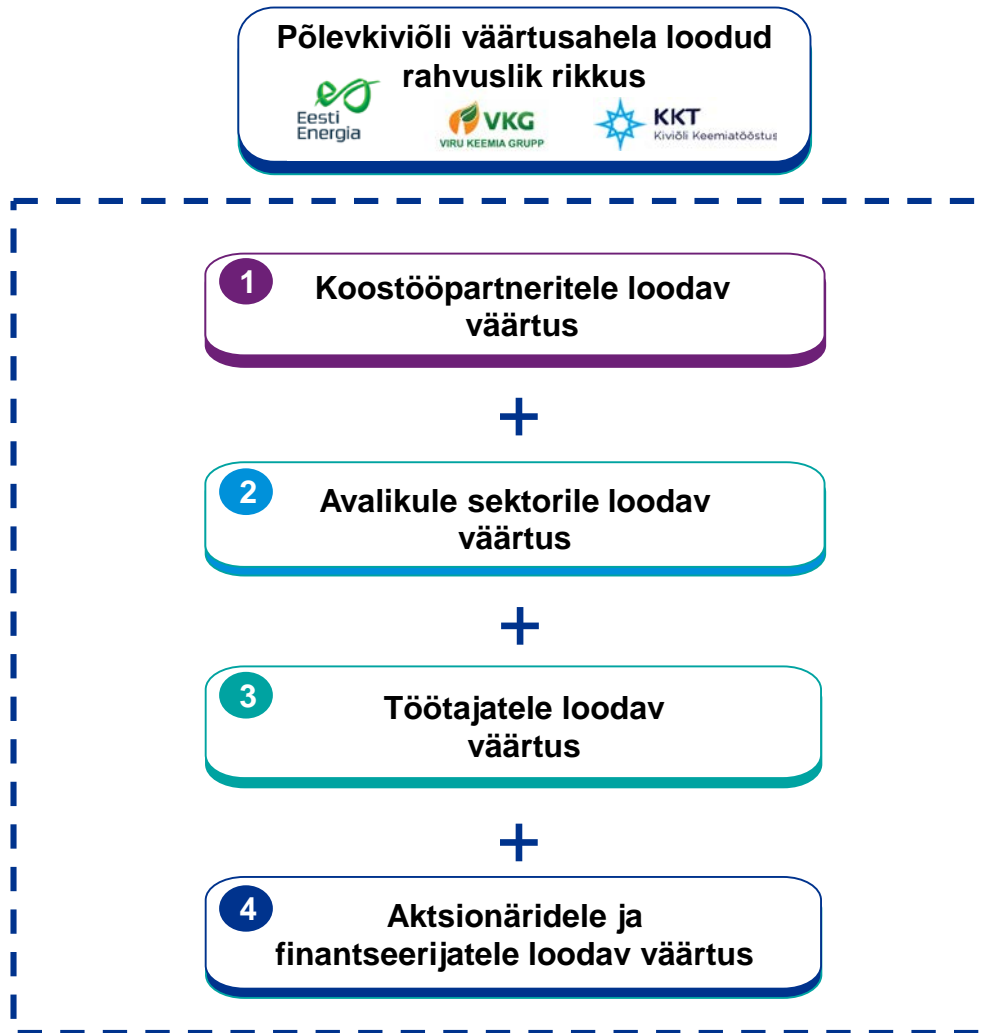 Põlevkiviõli väärtusahela loodud
rahvuslik rikkus
Eesti
Energia
VKG
VIRU KEEMIA GRUPP
KKT
Kiviõli Keemiatööstus
1
Koostööpartneritele loodav
väärtus
+
2
Avalikule sektorile loodav
väärtus
+
3
Töötajatele loodav
väärtus
+
4
Aktsionäridele ja
finantseerijatele loodav väärtus